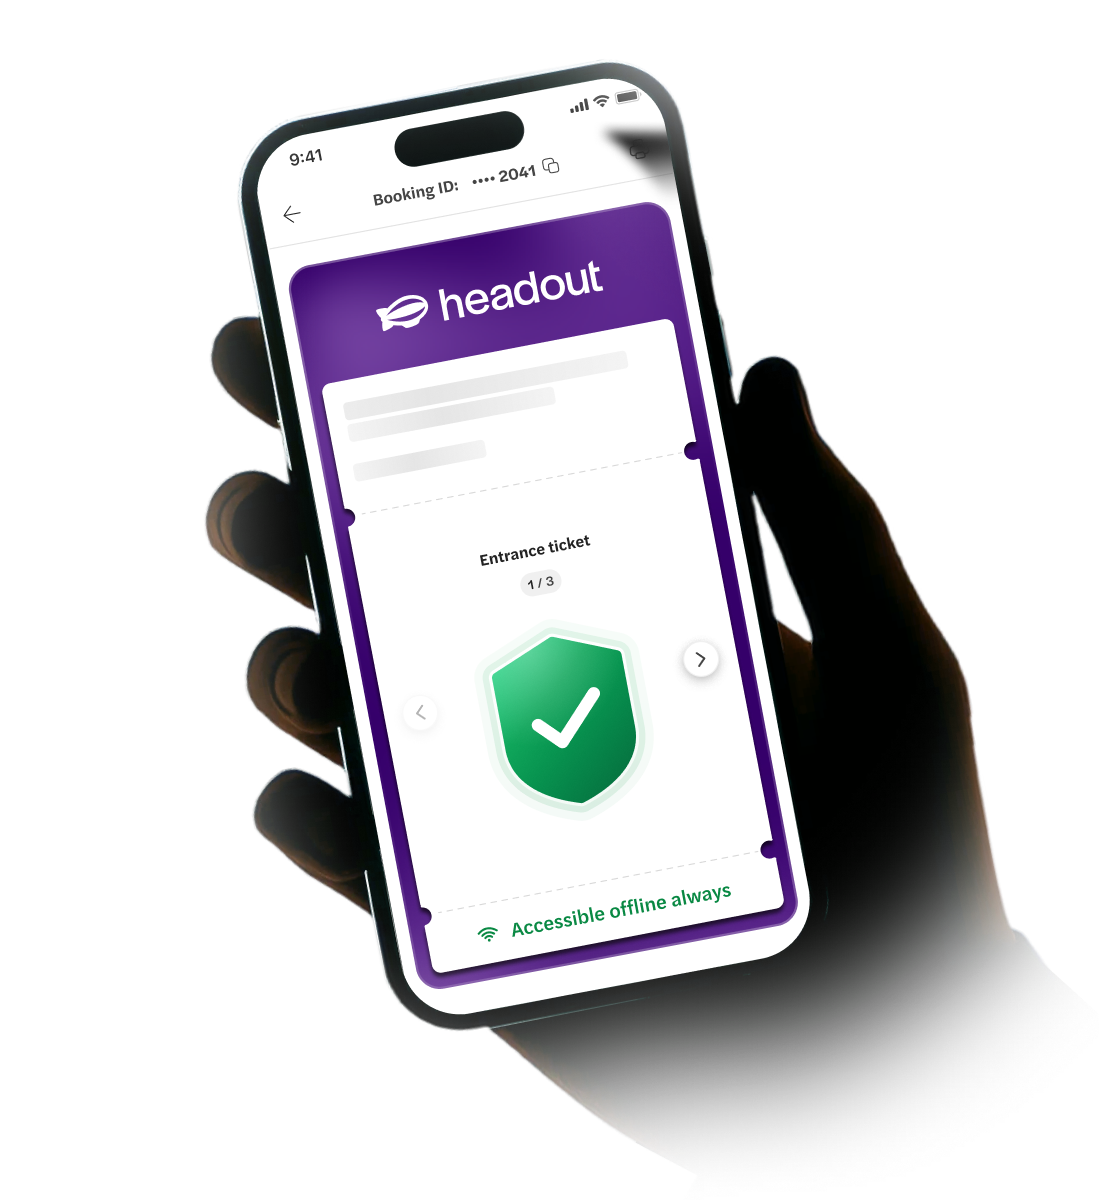 9:41
Booking ID: •••• 2041
headout
Entrance ticket
1 / 3
Accessible offline always